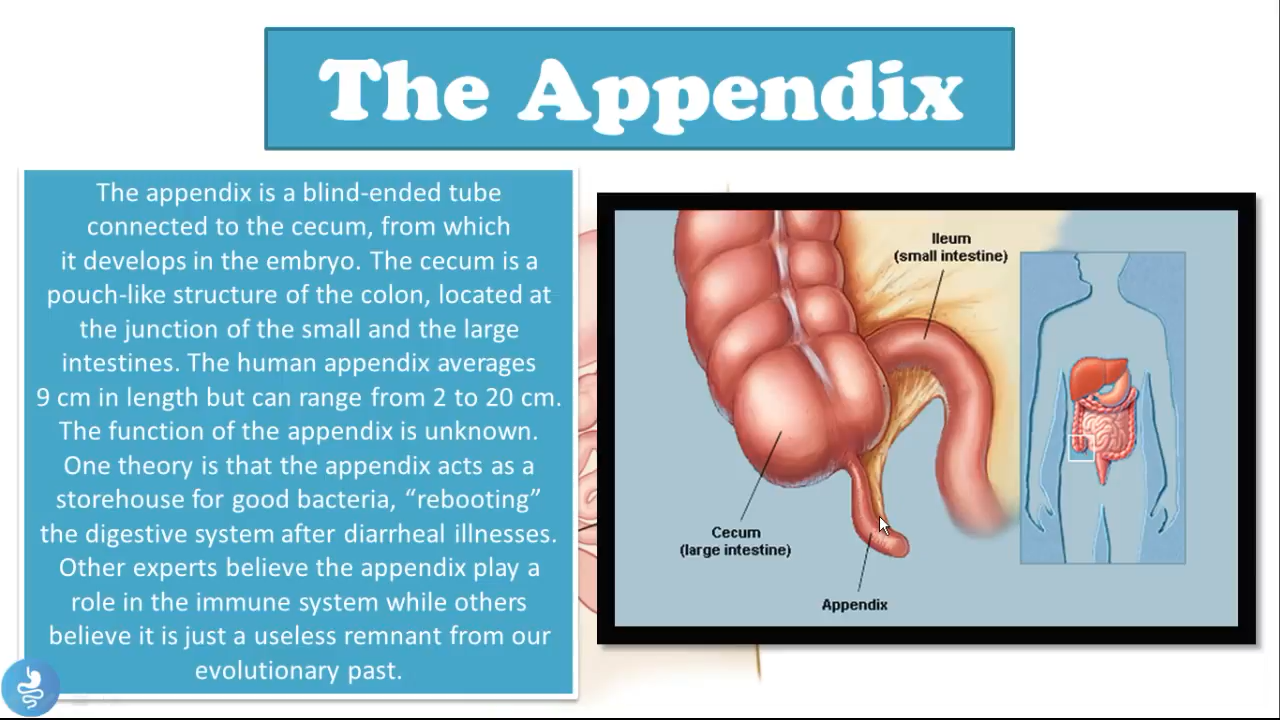 The Appendix
The appendix is a blind-ended tube
connected to the cecum, from which
it develops in the embryo. The cecum is a
pouch-like structure of the colon, located at
the junction of the small and the large
intestines. The human appendix averages
9 cm in length but can range from 2 to 20 cm.
The function of the appendix is unknown.
One theory is that the appendix acts as a
storehouse for good bacteria, “rebooting”
the digestive system after diarrheal illnesses.
Other experts believe the appendix play a
role in the immune system while others
believe it is just a useless remnant from our
evolutionary past.
Ileum
(small intestine)
Cecum
(large intestine)
Appendix